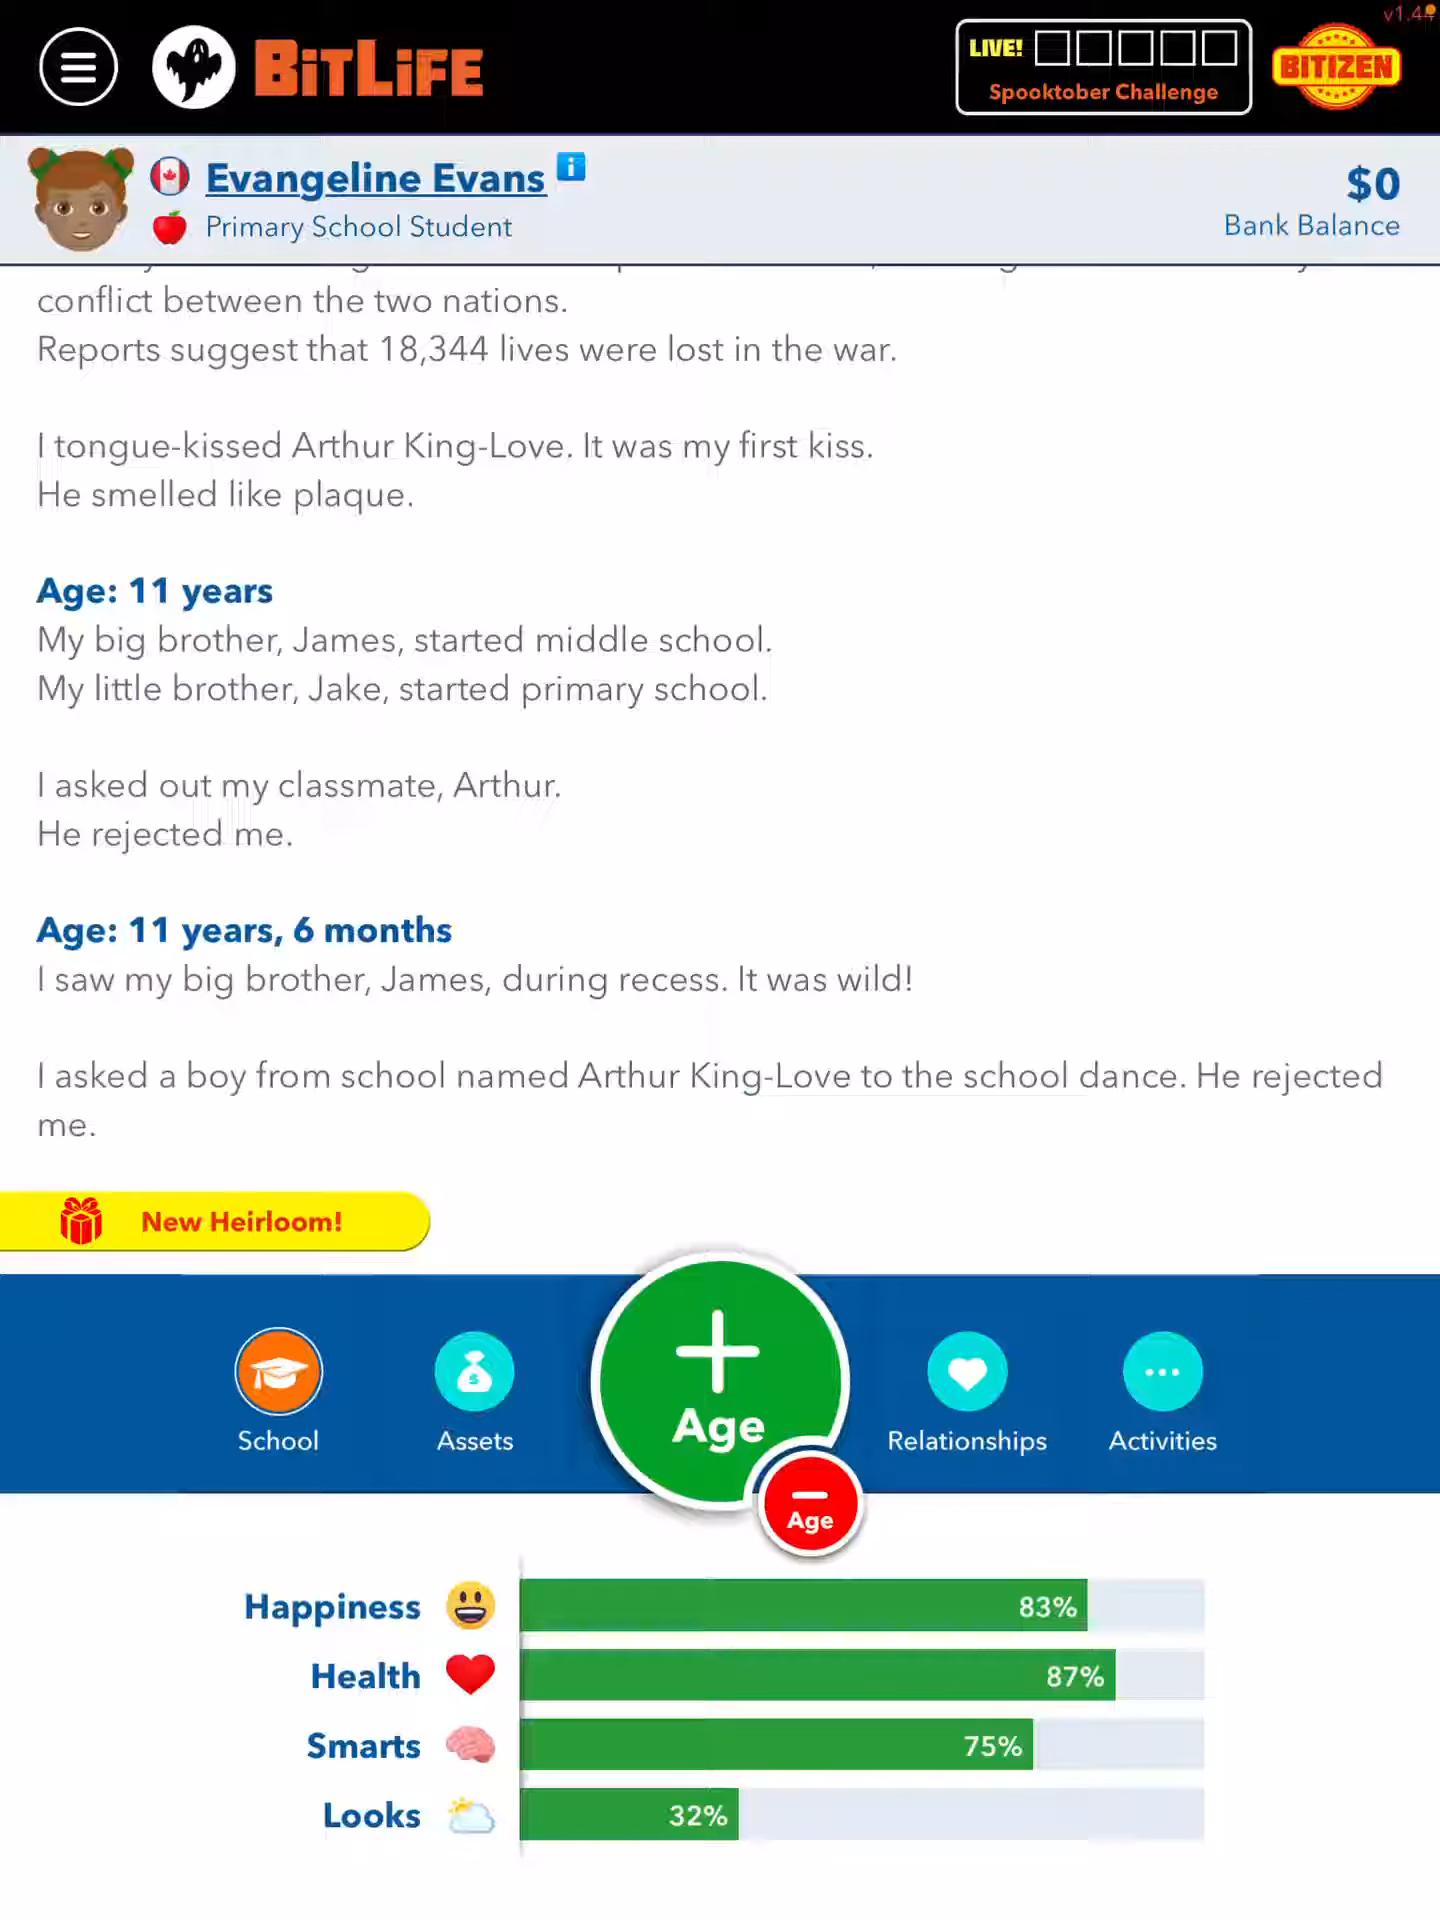 v1.44
BiTLiFE
LIVE!
Spooktober Challenge
BITIZEN
Evangeline Evans
$0
Primary School Student
Bank Balance
conflict between the two nations.
Reports suggest that 18,344 lives were lost in the war.
I tongue-kissed Arthur King-Love. It was my first kiss.
He smelled like plaque.
Age: 11 years
My big brother, James, started middle school.
My little brother, Jake, started primary school.
I asked out my classmate, Arthur.
He rejected me.
Age: 11 years, 6 months
I saw my big brother, James, during recess. It was wild!
I asked a boy from school named Arthur King-Love to the school dance. He rejected
me.
New Heirloom!
Age
School
Assets
Relationships
Activities
Age
Happiness
83%
Health
87%
Smarts
75%
Looks
32%